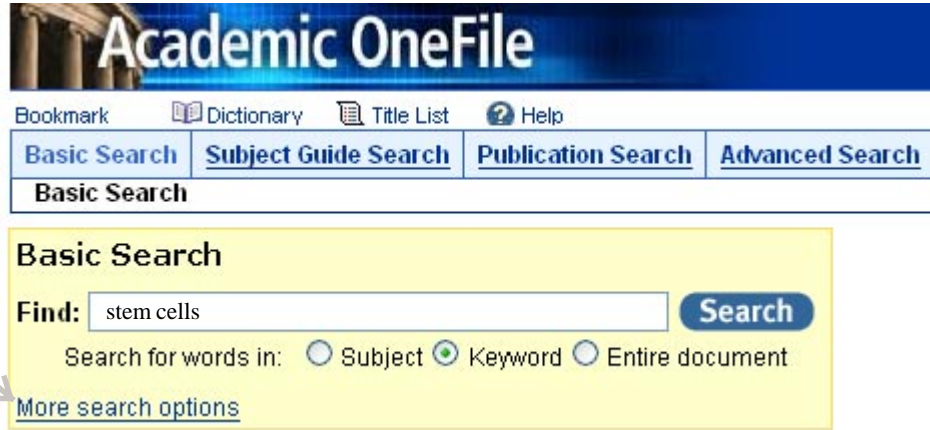 Academic OneFile
Bookmark Dictionary Title List Help
Basic Search Subject Guide Search Publication Search Advanced Search
Basic Search
Basic Search
Find: stem cells Search
Search for words in: Subject Keyword Entire document
More search options